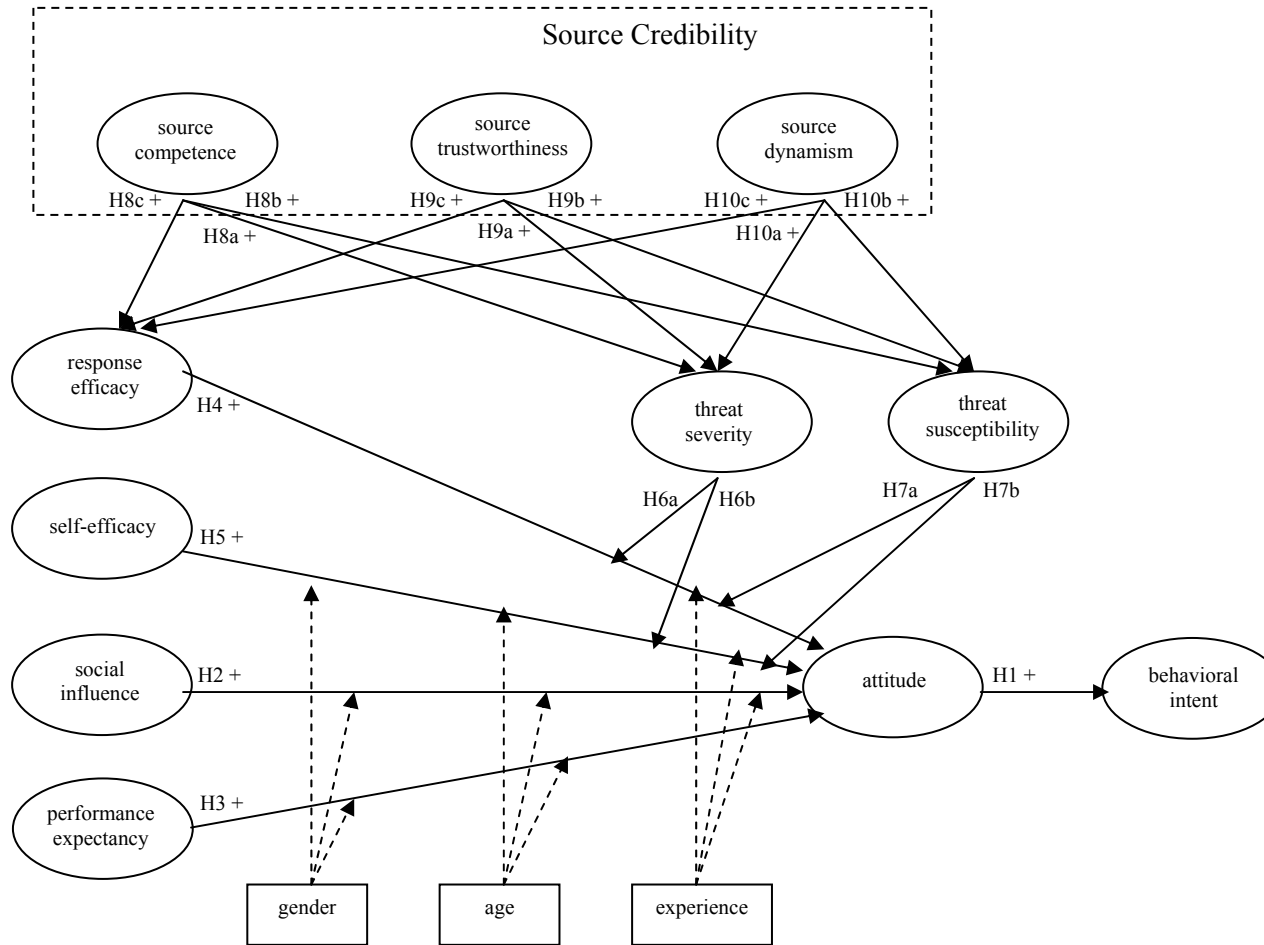 Source Credibility
source
competence
source
trustworthiness
source
dynamism
H8c +
H8b +
H9c +
H9b +
H10c +
H10b +
H8a +
H9a +
H10a +
response
efficacy
H4 +
threat
severity
threat
susceptibility
H6a
H6b
H7a
H7b
self-efficacy
H5 +
social
influence
H2 +
attitude
H1 +
behavioral
intent
performance
expectancy
H3 +
gender
age
experience